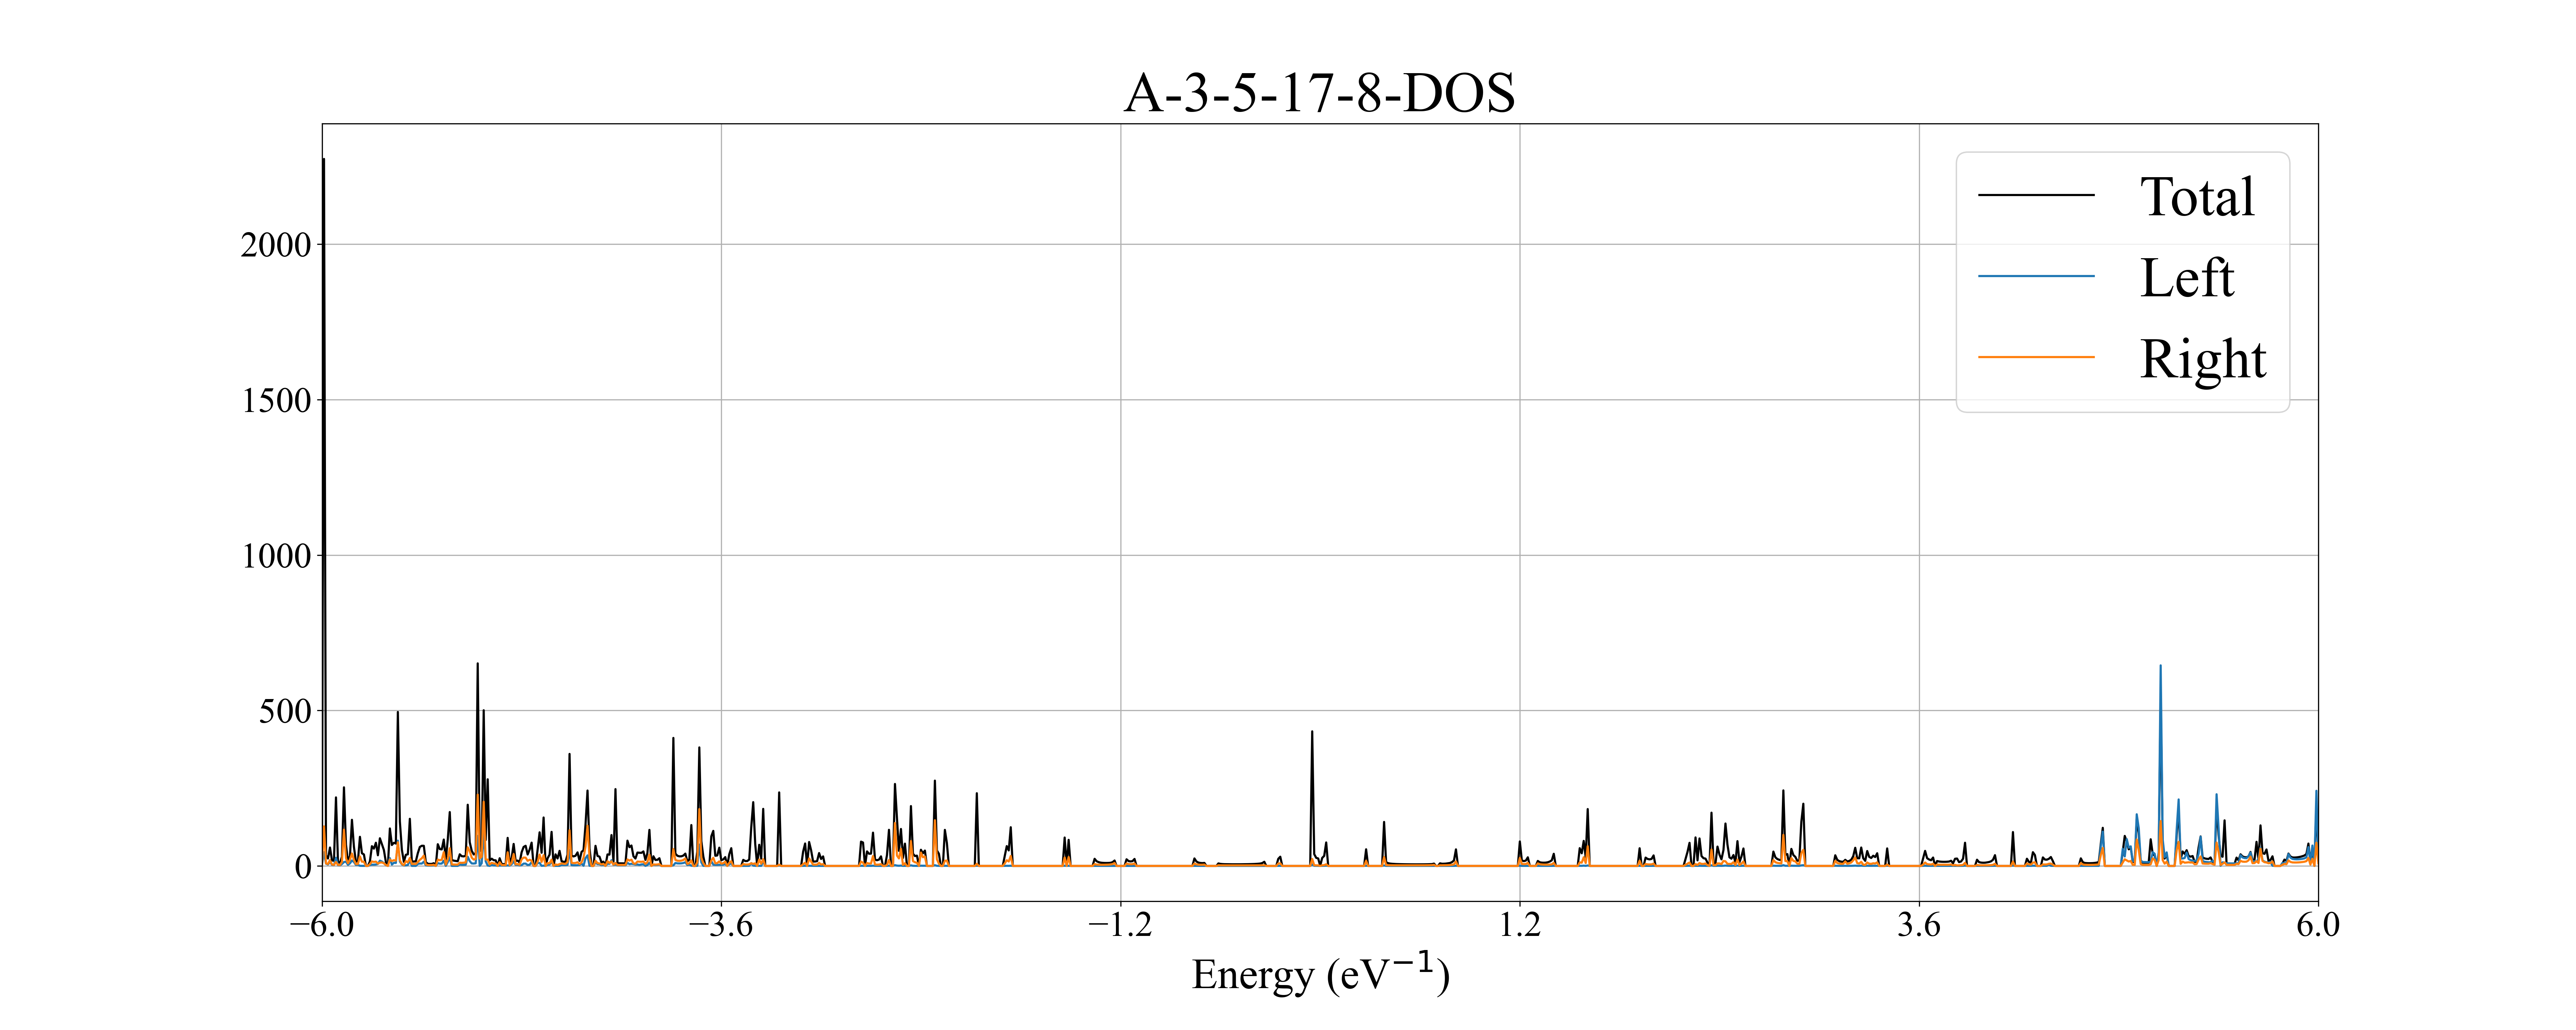 A-3-5-17-8-DOS
Total
Left
Right
2000
1500
1000
500
0
−6.0 −3.6 −1.2 1.2 3.6 6.0
Energy (eV⁻¹)